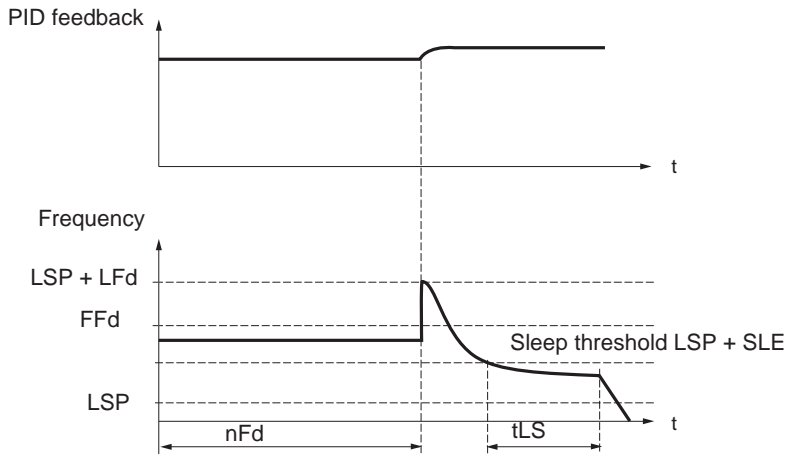 PID feedback
t
Frequency
LSP + LFd
FFd
Sleep threshold LSP + SLE
LSP
t
nFd
tLS